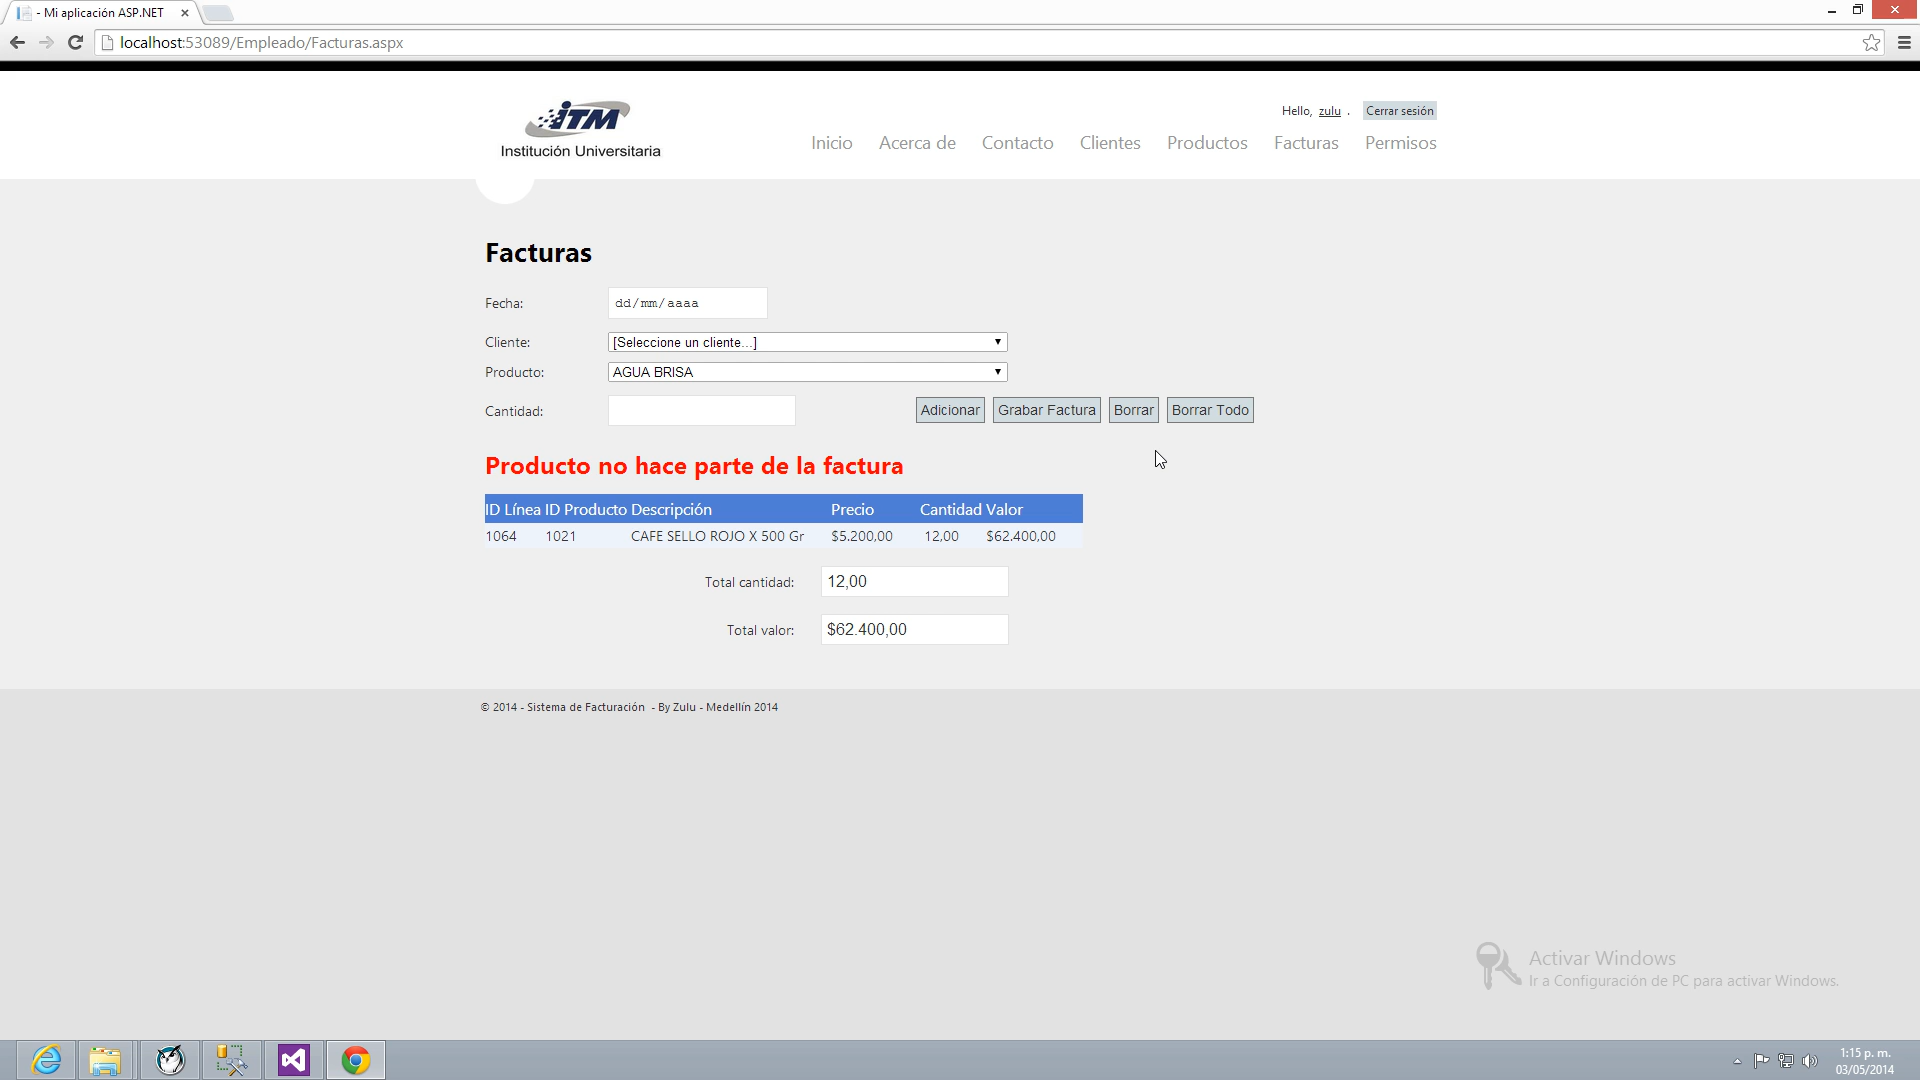 - Mi aplicación ASP.NET
localhost:53089/Empleado/Facturas.aspx
Hello, zulu . Cerrar sesión
iTM
Institución Universitaria
Inicio Acerca de Contacto Clientes Productos Facturas Permisos
Facturas
Fecha: dd/mm/aaaa
Cliente: [Seleccione un cliente...]
Producto: AGUA BRISA
Cantidad: Adicionar Grabar Factura Borrar Borrar Todo
Producto no hace parte de la factura
ID Línea ID Producto Descripción Precio Cantidad Valor
1064 1021 CAFE SELLO ROJO X 500 Gr $5.200,00 12,00 $62.400,00
Total cantidad: 12,00
Total valor: $62.400,00
© 2014 - Sistema de Facturación - By Zulu - Medellín 2014
Activar Windows
Ir a Configuración de PC para activar Windows.
1:15 p. m.
03/05/2014